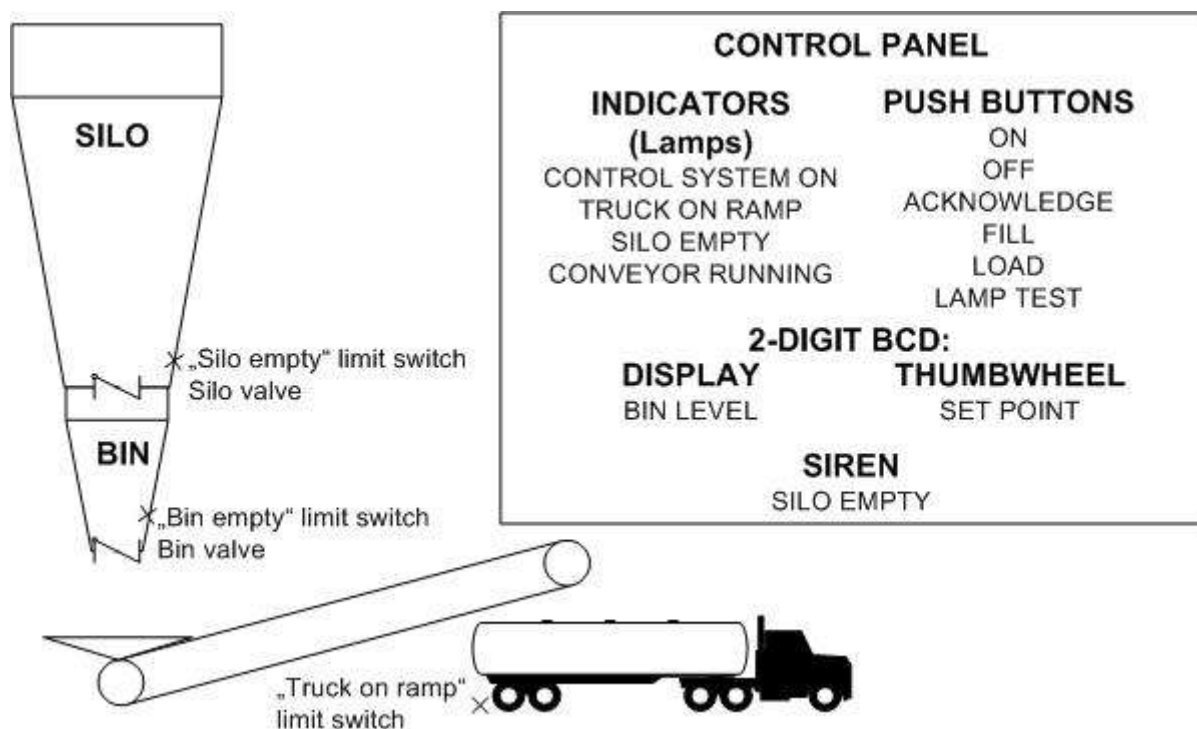 SILO
„Silo empty“ limit switch
Silo valve
BIN
„Bin empty“ limit switch
Bin valve
„Truck on ramp“
limit switch
CONTROL PANEL
INDICATORS
(Lamps)
CONTROL SYSTEM ON
TRUCK ON RAMP
SILO EMPTY
CONVEYOR RUNNING
PUSH BUTTONS
ON
OFF
ACKNOWLEDGE
FILL
LOAD
LAMP TEST
2-DIGIT BCD:
DISPLAY
BIN LEVEL
THUMBWHEEL
SET POINT
SIREN
SILO EMPTY